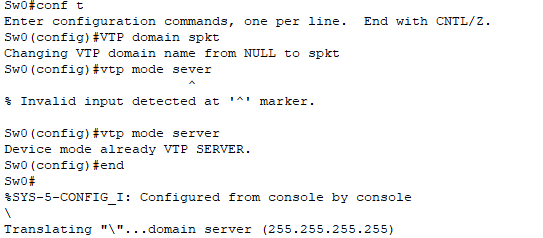 Sw0#conf t
Enter configuration commands, one per line.  End with CNTL/Z.
Sw0(config)#VTP domain spkt
Changing VTP domain name from NULL to spkt
Sw0(config)#vtp mode sever
                        ^
% Invalid input detected at '^' marker.

Sw0(config)#vtp mode server
Device mode already VTP SERVER.
Sw0(config)#end
Sw0#
%SYS-5-CONFIG_I: Configured from console by console
\
Translating "\"...domain server (255.255.255.255)